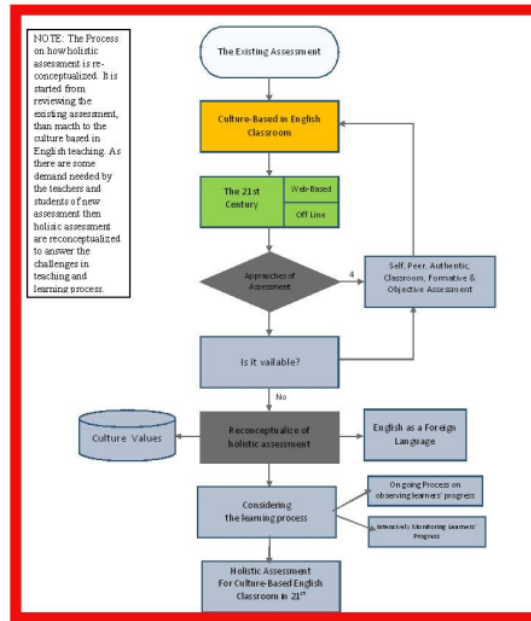 NOTE: The Process
on how holistic
assessment is re-
conceptualized. It is
started from
reviewing the
existing assessment,
than macth to the
culture based in
English teaching. As
there are some
demand needed by
the teachers and
students of new
assessment then
holisic assessment
are reconceptualized
to answer the
challenges in
teaching and
learning process.
The Existing Assessment
Culture-Based in English
Classroom
The 21st
Century
Web-Based
Off Line
Approaches of
Assessment
4
Self, Peer, Authentic,
Classroom, Formative &
Objective Assessment
Is it vailable?
No
Culture Values
Reconceptualize of
holistic assessment
English as a Foreign
Language
Considering
the learning process
Ongoing Process on
observing learners' progress
Intensively Monitoring Learners'
Progress
Holistic Assessment
For Culture-Based English
Classroom in 21st